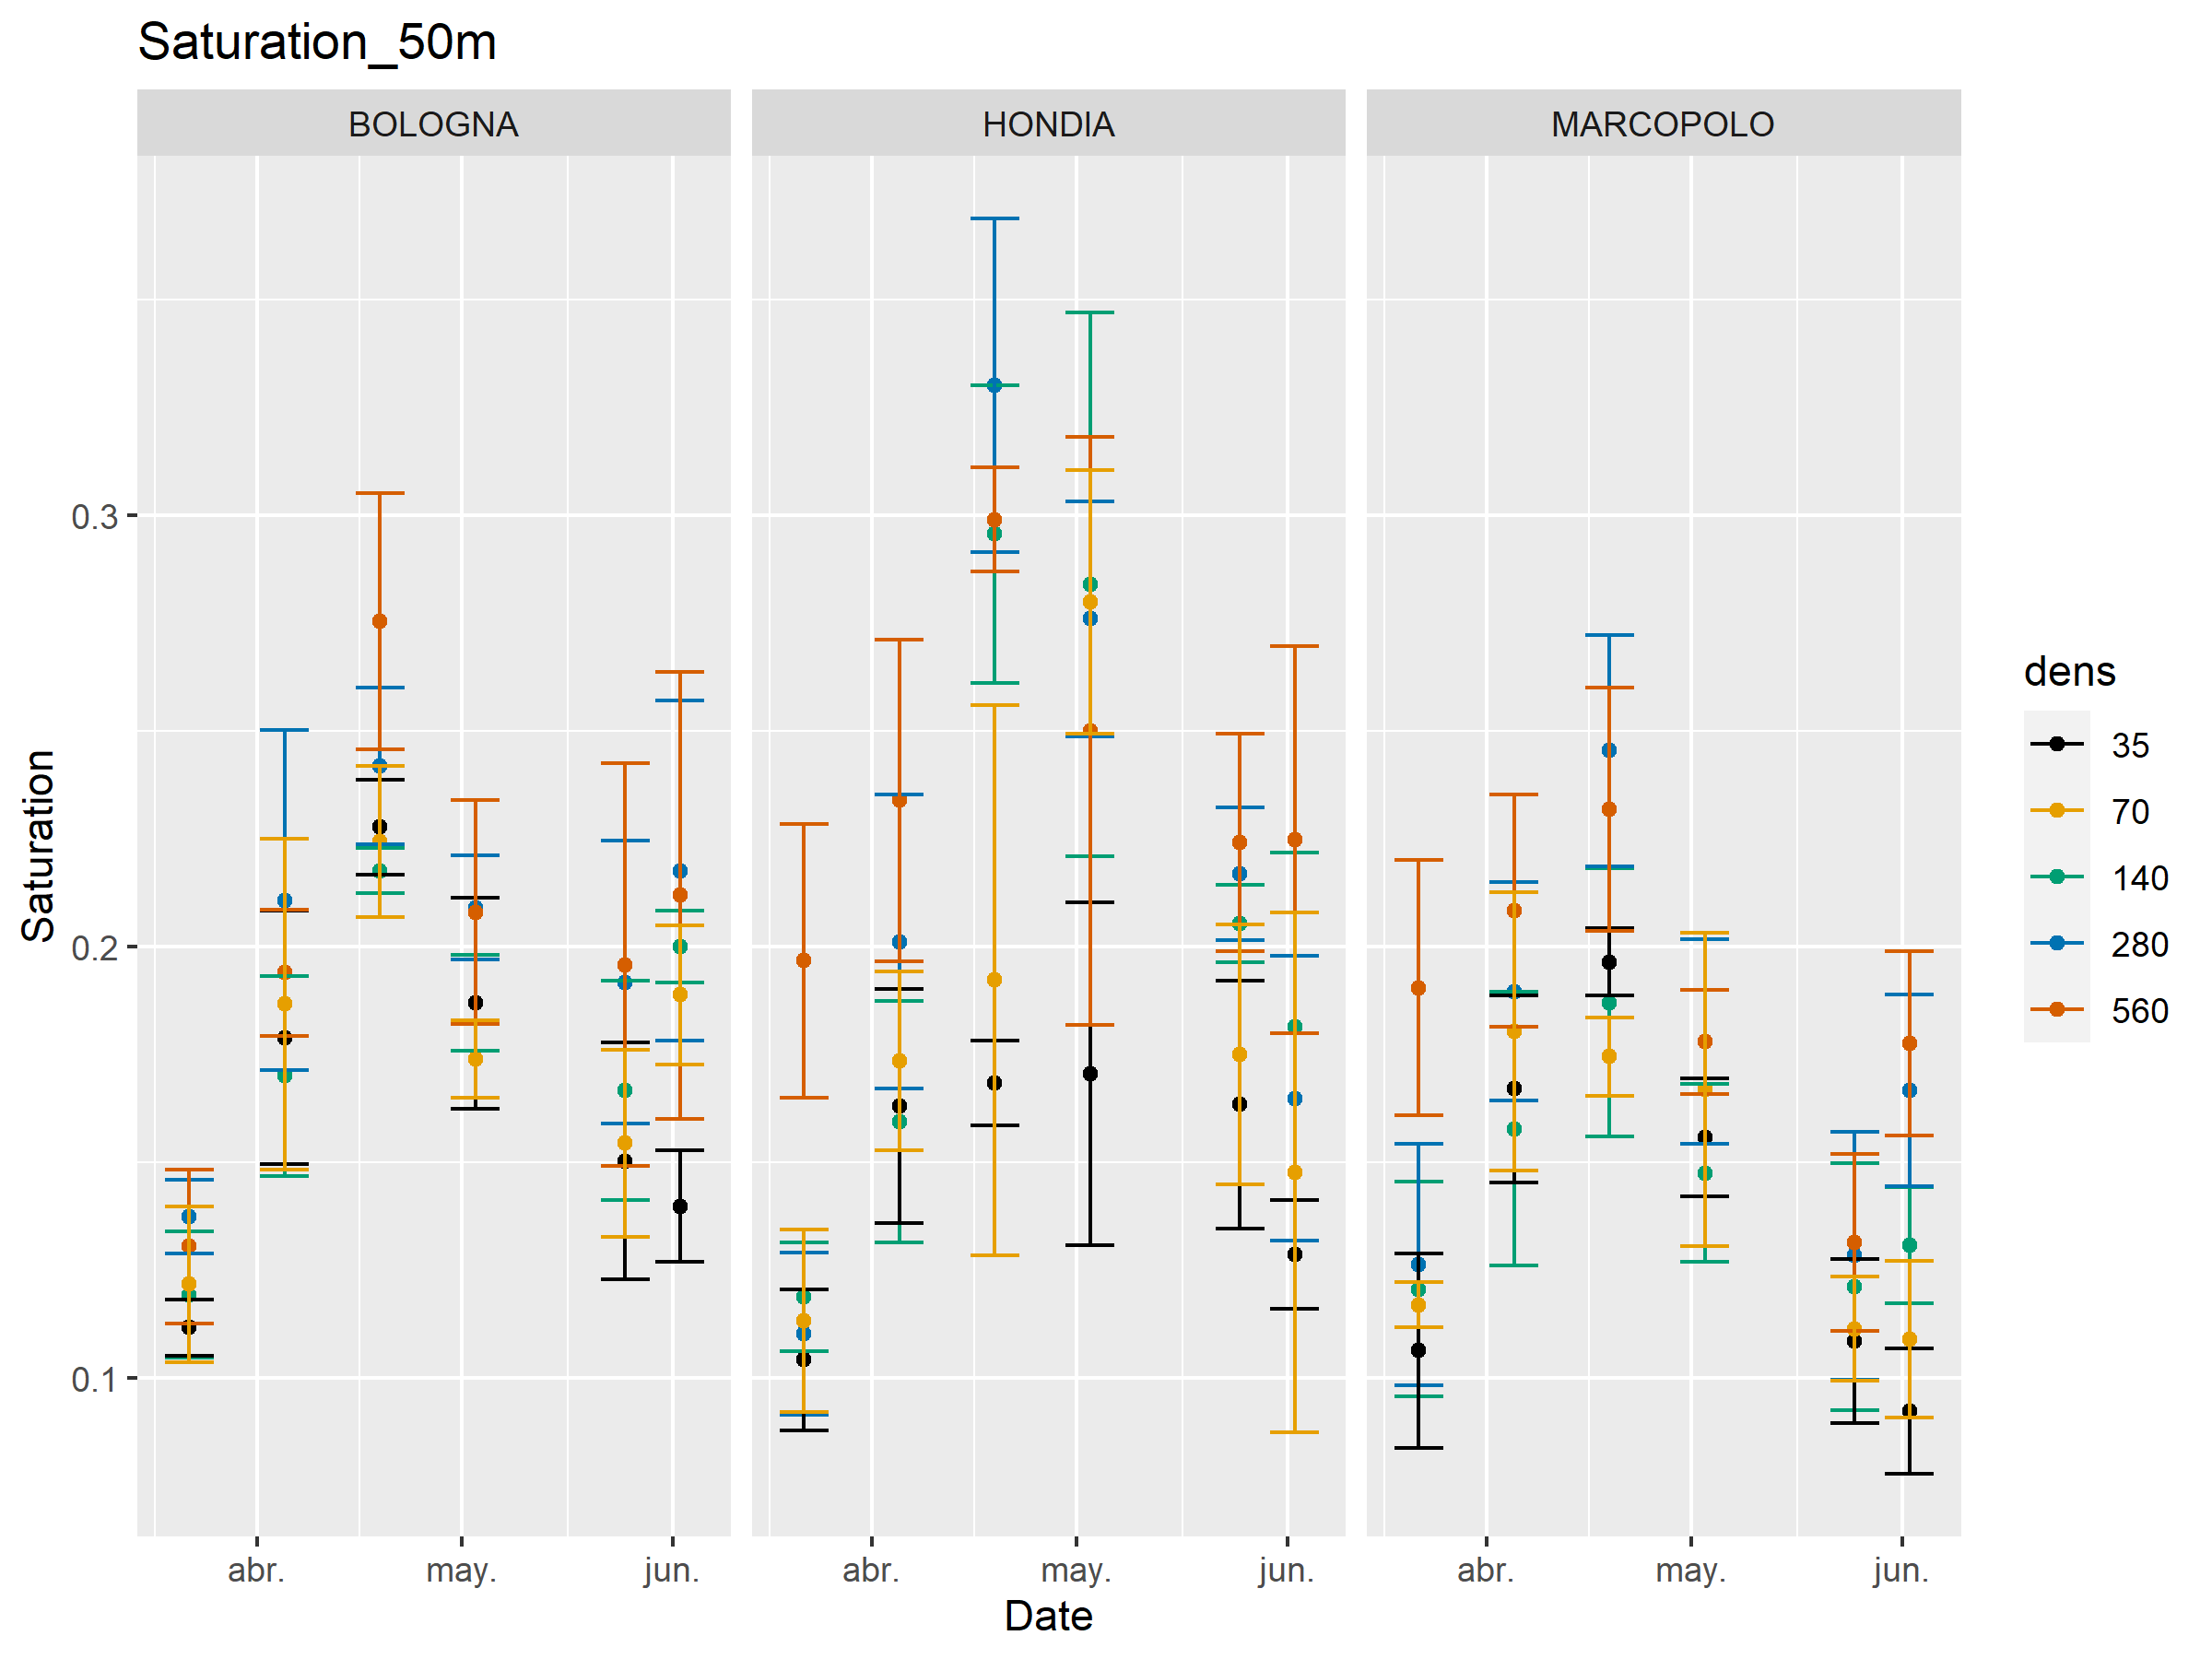 Saturation_50m
BOLOGNA
HONDIA
MARCOPOLO
Saturation
0.3
0.2
0.1
abr.
may.
jun.
abr.
may.
jun.
abr.
may.
jun.
Date
dens
35
70
140
280
560